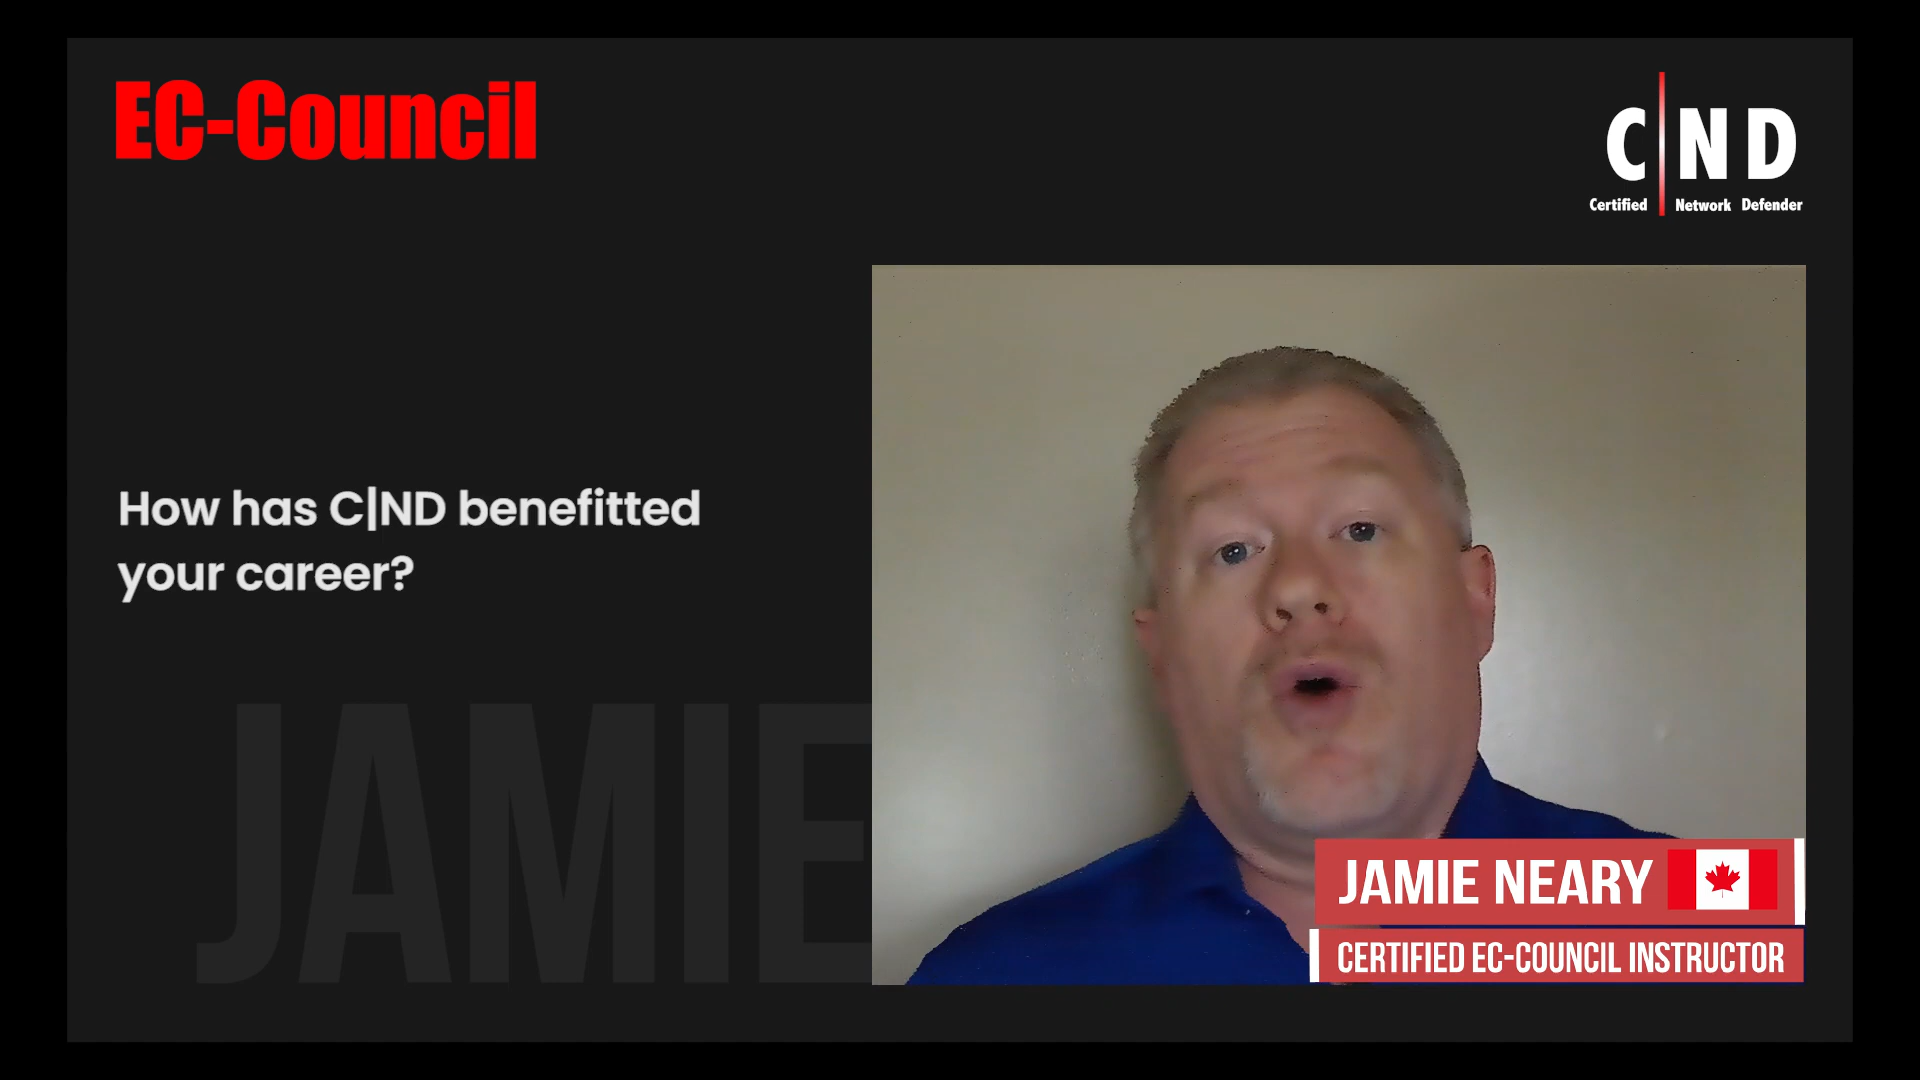 EC-Council
C|ND
Certified Network Defender
How has C|ND benefitted
your career?
JAMIE
JAMIE NEARY
CERTIFIED EC-COUNCIL INSTRUCTOR